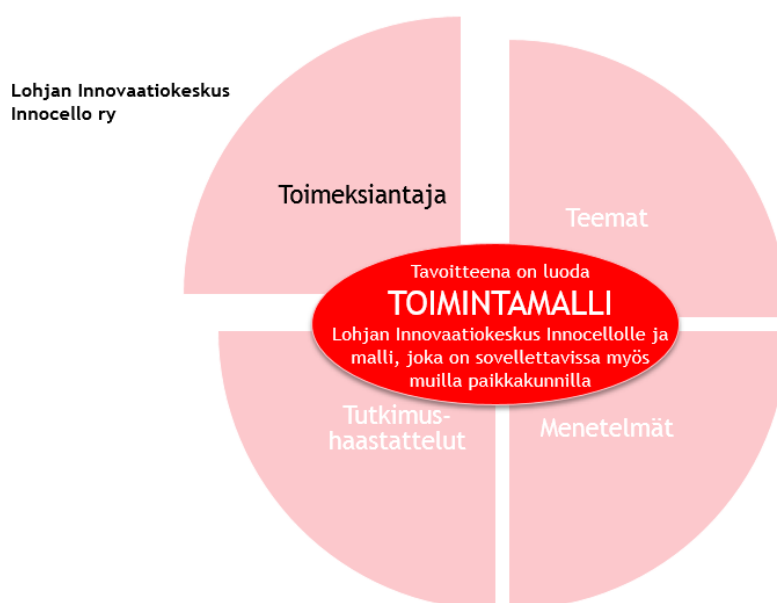 Lohjan Innovaatiokeskus
Innocello ry
Toimeksiantaja
Teemat
Tavoitteena on luoda
TOIMINTAMALLI
Lohjan Innovaatiokeskus Innocellolle ja
malli, joka on sovellettavissa myös
muilla paikkakunnilla
Tutkimus-
haastattelut
Menetelmät